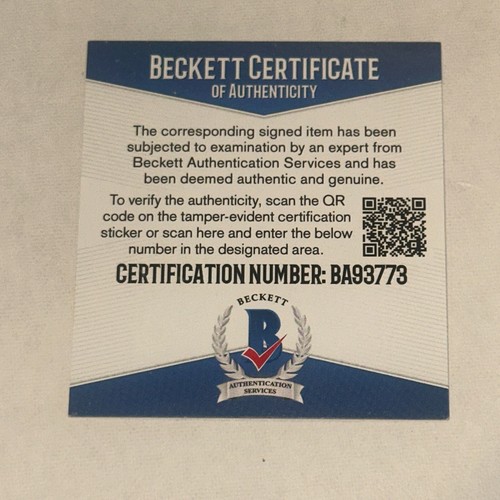 BECKETT CERTIFICATE
OF AUTHENTICITY
The corresponding signed item has been
subjected to examination by an expert from
Beckett Authentication Services and has
been deemed authentic and genuine.
To verify the authenticity, scan the QR
code on the tamper-evident certification
sticker or scan here and enter the below
number in the designated area.
CERTIFICATION NUMBER: BA93773
BECKETT
B
AUTHENTICATION
SERVICES